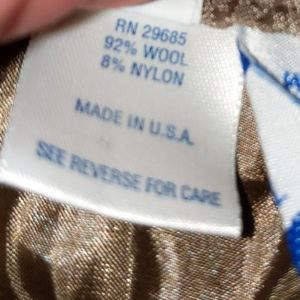 RN 29685
92% WOOL
8% NYLON
MADE IN U.S.A.
SEE REVERSE FOR CARE